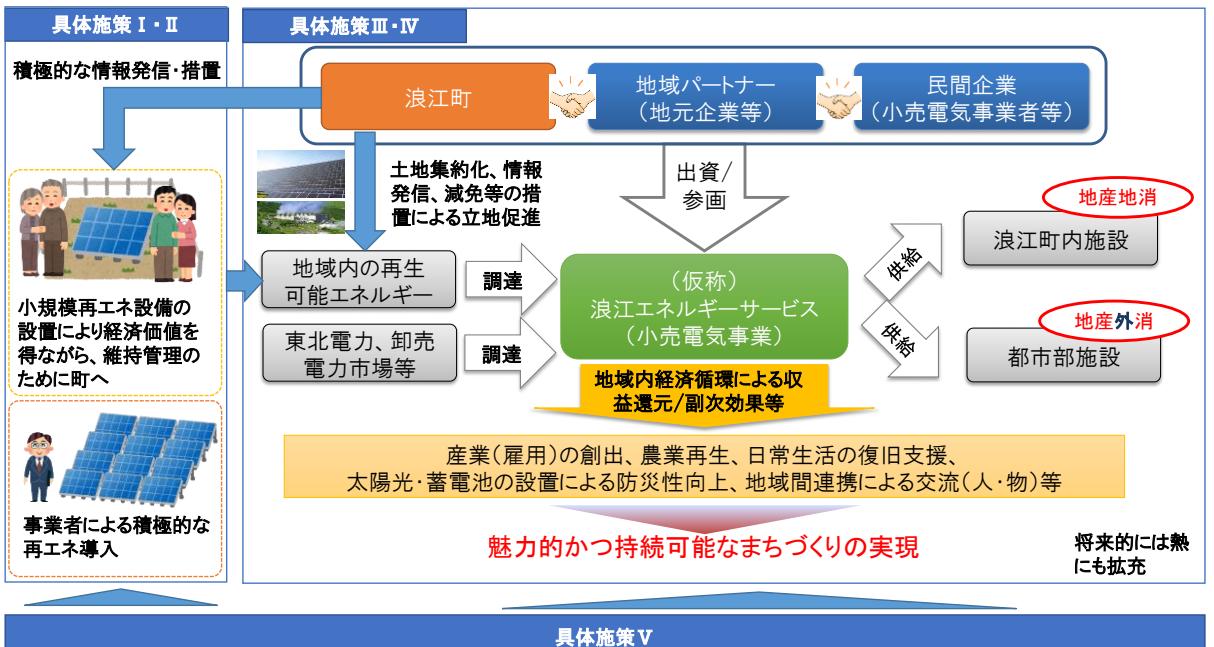 具体施策Ⅰ・Ⅱ
積極的な情報発信・措置
小規模再エネ設備の
設置により経済価値を
得ながら、維持管理の
ために町へ
事業者による積極的な
再エネ導入
具体施策Ⅲ・Ⅳ
浪江町
地域パートナー
（地元企業等）
民間企業
（小売電気事業者等）
土地集約化、情報
発信、減免等の措
置による立地促進
出資/
参画
地域内の再生
可能エネルギー
調達
東北電力、卸売
電力市場等
調達
（仮称）
浪江エネルギーサービス
（小売電気事業）
供給
地産地消
浪江町内施設
供給
地産外消
都市部施設
地域内経済循環による収
益還元/副次効果等
産業（雇用）の創出、農業再生、日常生活の復旧支援、
太陽光・蓄電池の設置による防災性向上、地域間連携による交流（人・物）等
魅力的かつ持続可能なまちづくりの実現
将来的には熱
にも拡充
具体施策Ⅴ